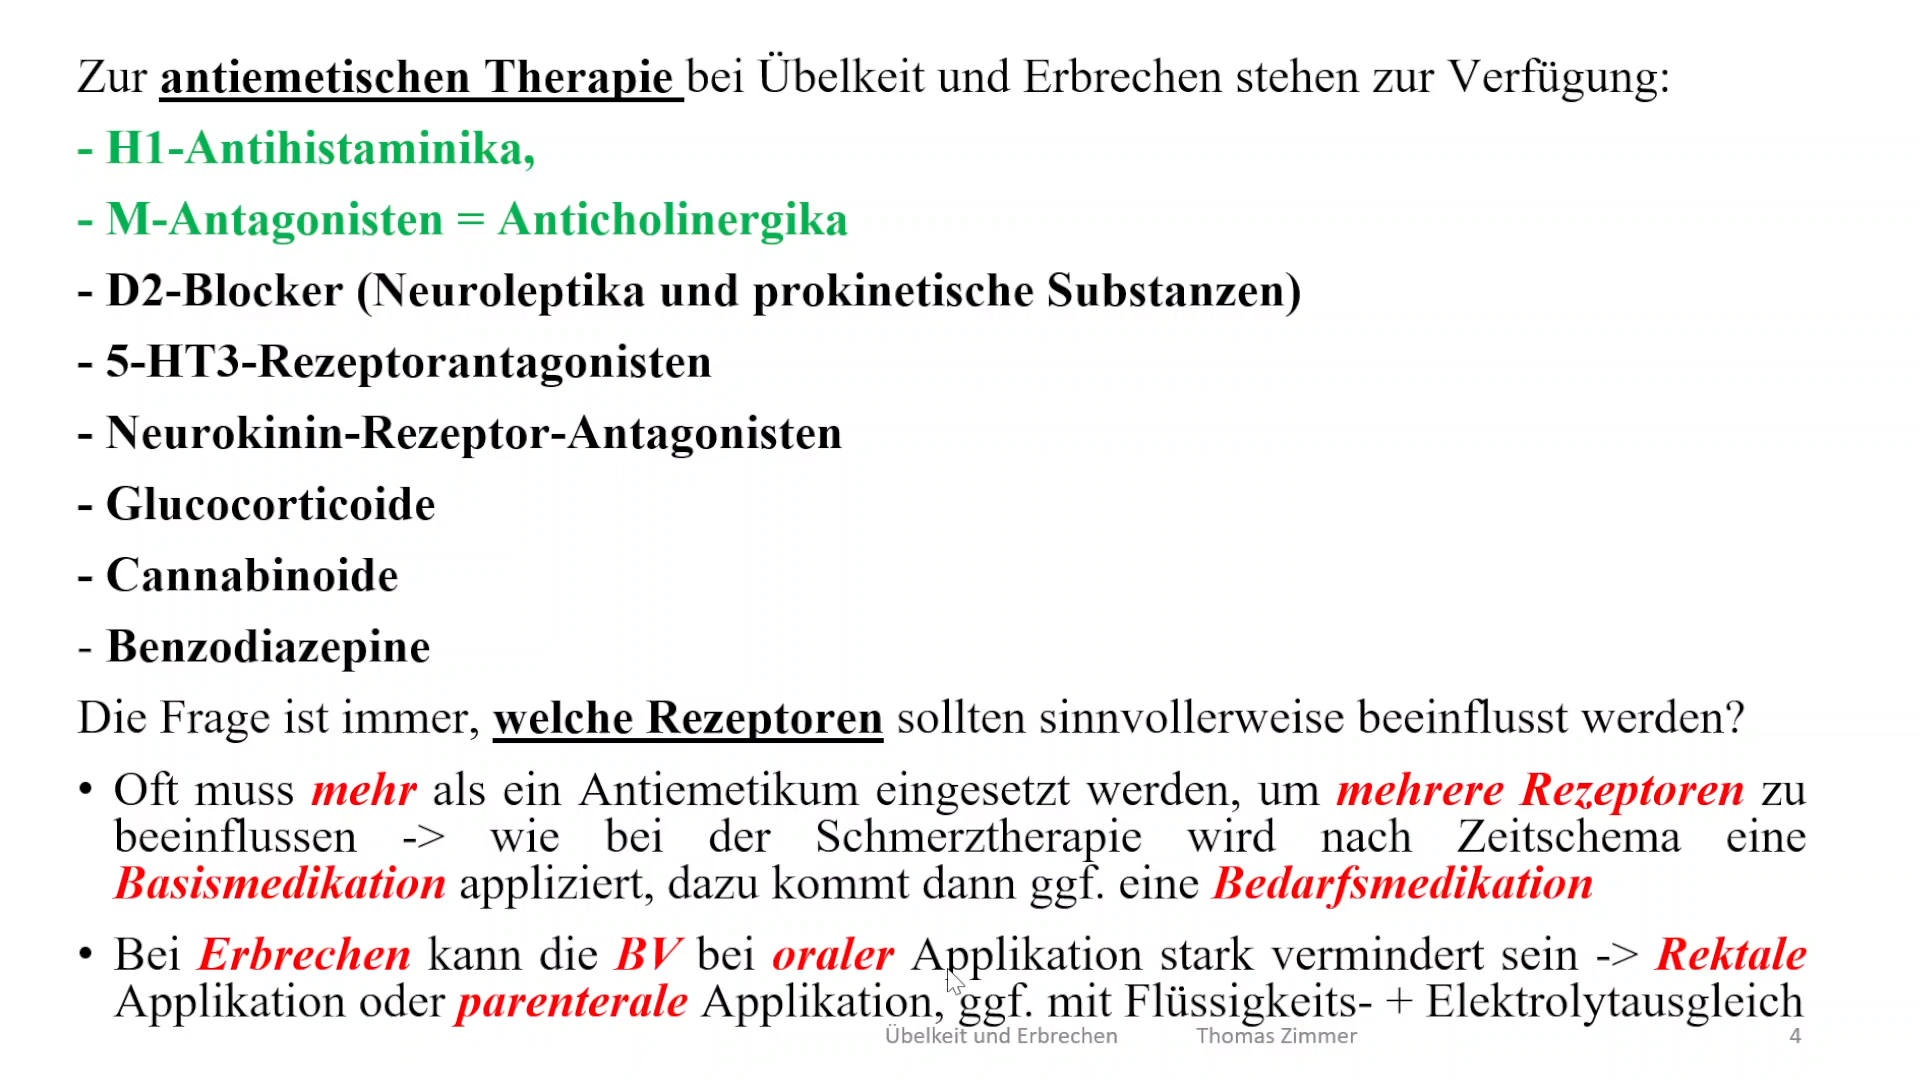 Zur antiemetischen Therapie bei Übelkeit und Erbrechen stehen zur Verfügung:
- H1-Antihistaminika,
- M-Antagonisten = Anticholinergika
- D2-Blocker (Neuroleptika und prokinetische Substanzen)
- 5-HT3-Rezeptorantagonisten
- Neurokinin-Rezeptor-Antagonisten
- Glucocorticoide
- Cannabinoide
- Benzodiazepine
Die Frage ist immer, welche Rezeptoren sollten sinnvollerweise beeinflusst werden?
• Oft muss mehr als ein Antiemetikum eingesetzt werden, um mehrere Rezeptoren zu
beeinflussen -> wie bei der Schmerztherapie wird nach Zeitschema eine
Basismedikation appliziert, dazu kommt dann ggf. eine Bedarfsmedikation
• Bei Erbrechen kann die BV bei oraler Applikation stark vermindert sein -> Rektale
Applikation oder parenterale Applikation, ggf. mit Flüssigkeits- + Elektrolytausgleich
Übelkeit und Erbrechen Thomas Zimmer 4